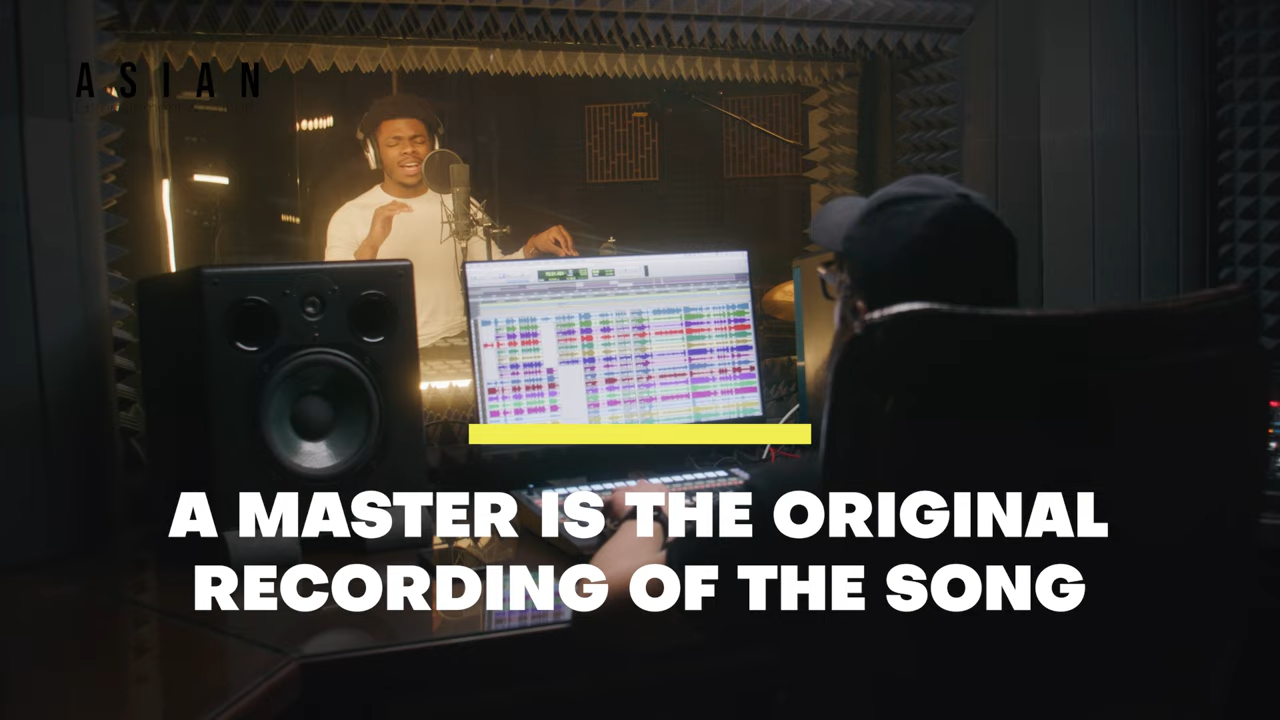 ASIAN
A MASTER IS THE ORIGINAL
RECORDING OF THE SONG